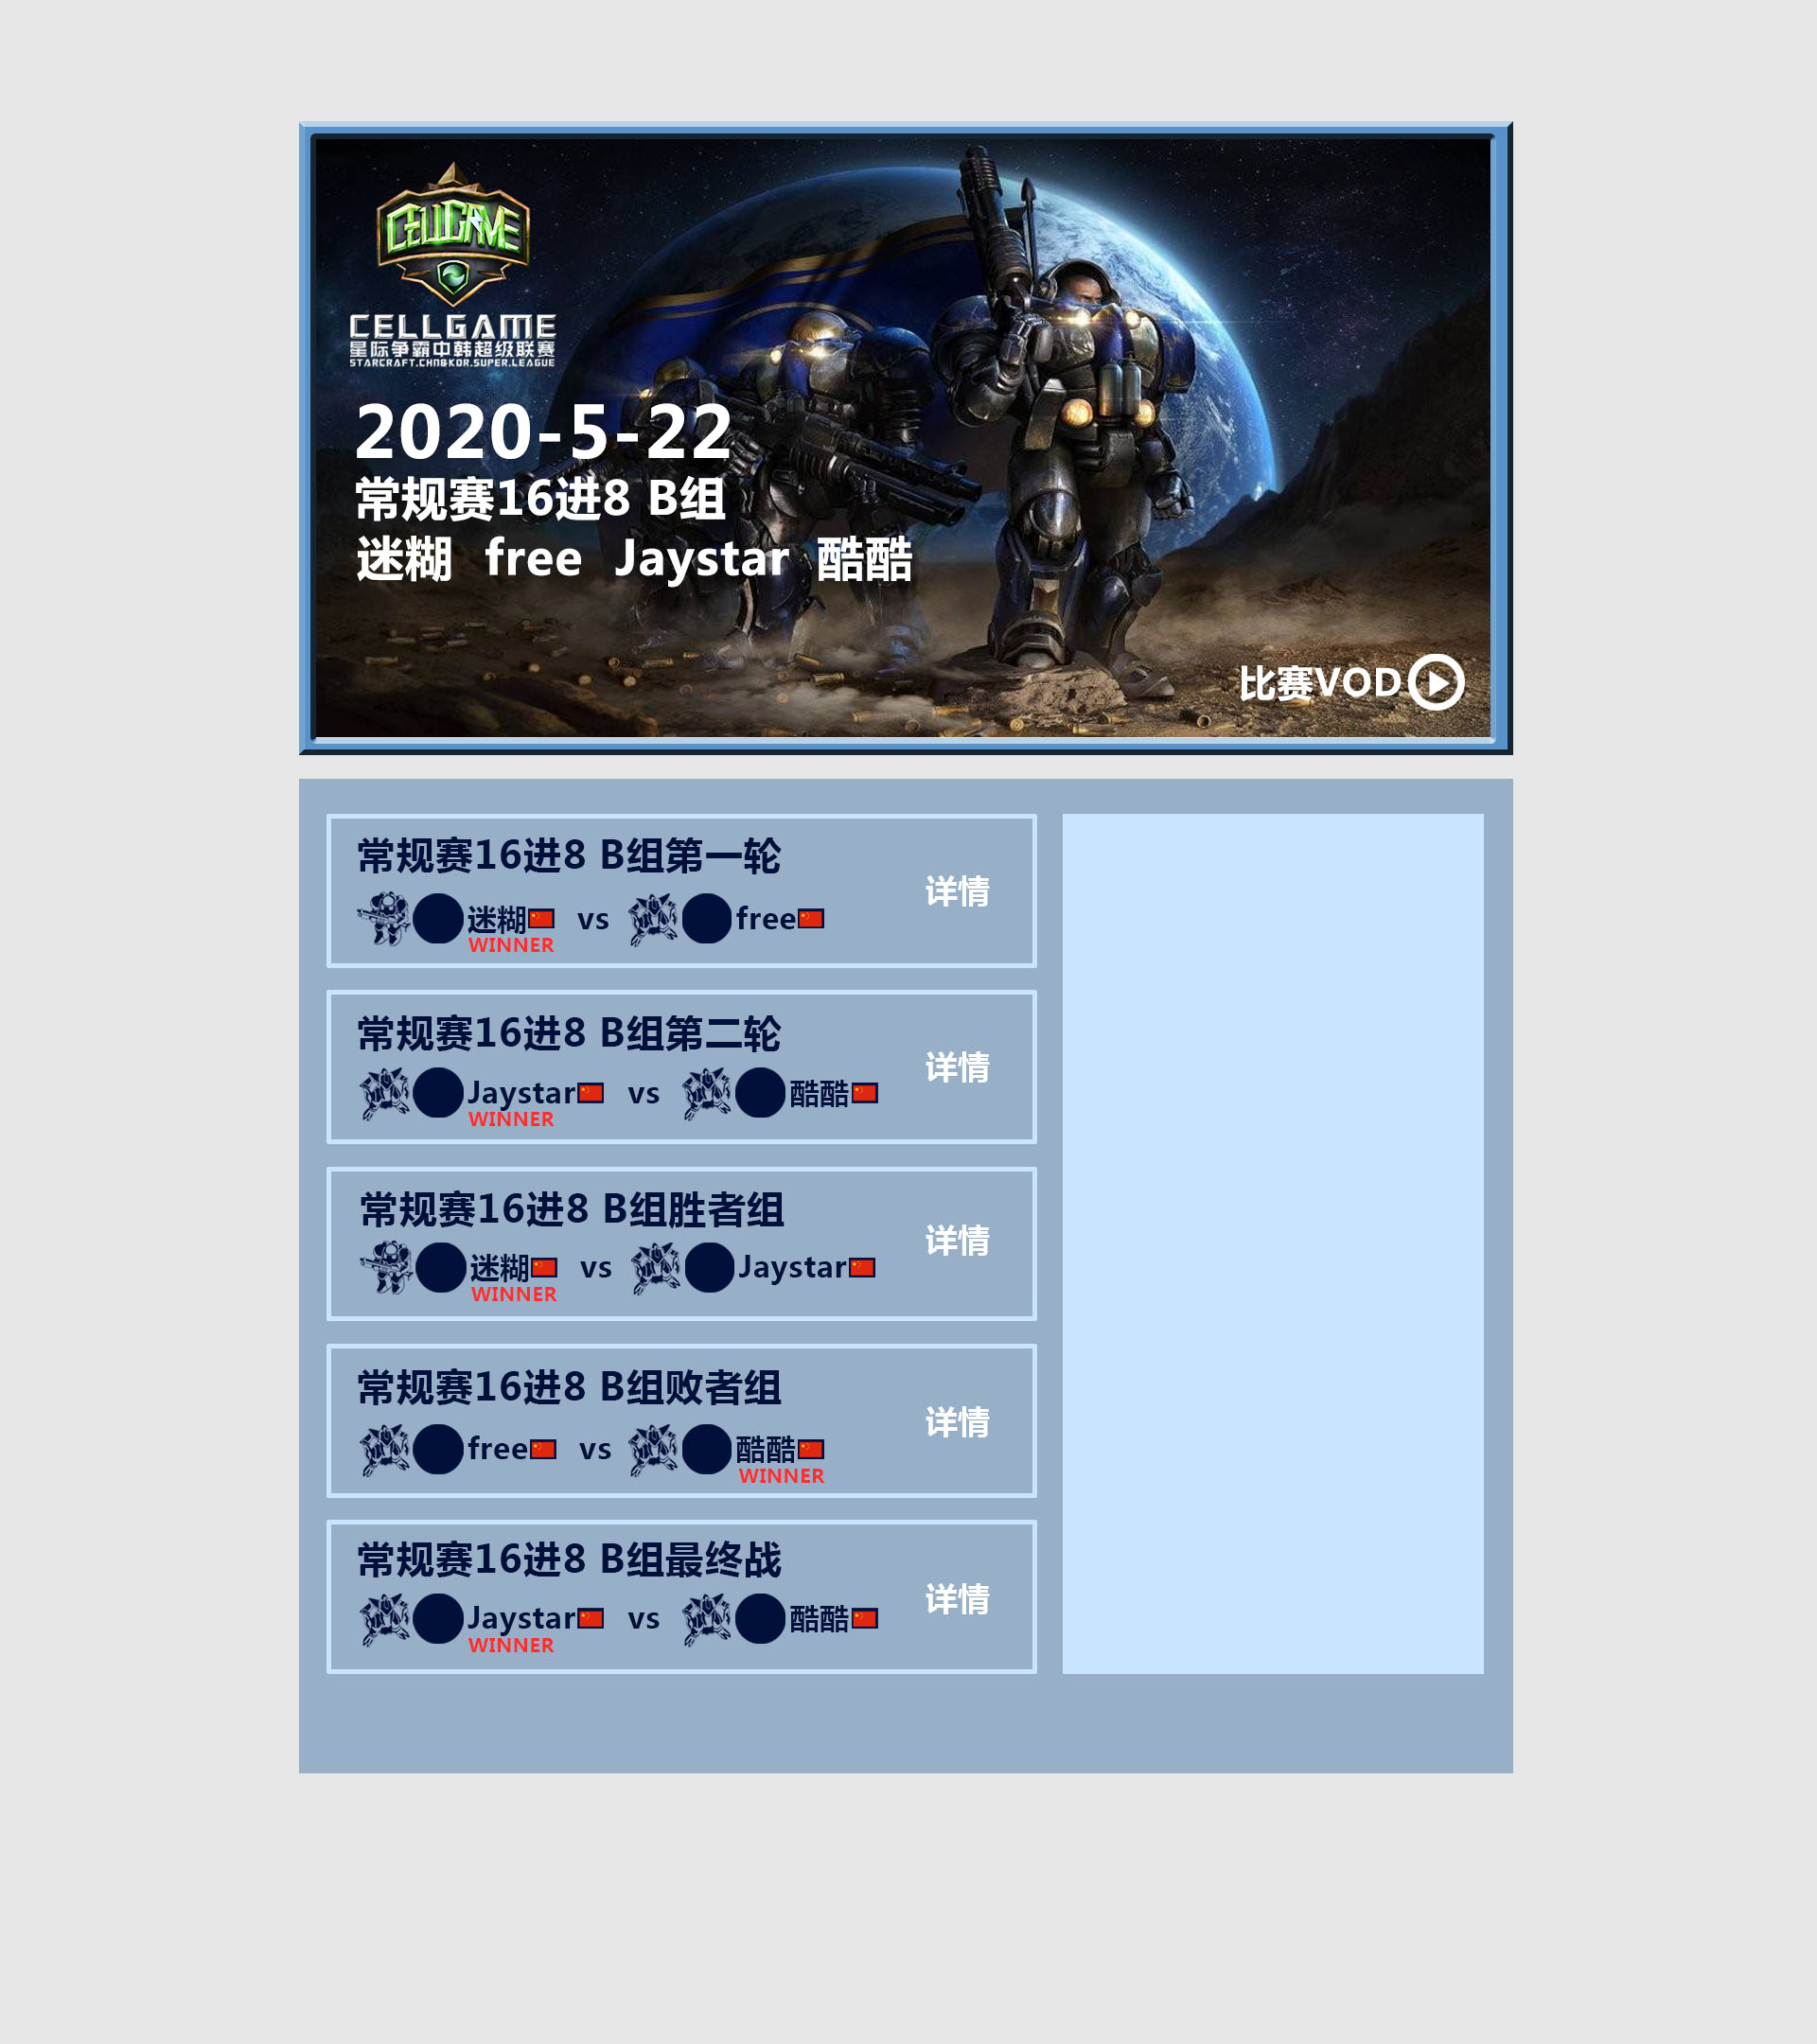 CELLGAME
CELLGAME
星际争霸中韩超级联赛
STARCRAFT.CHN&KOR.SUPER.LEAGUE
2020-5-22
常规赛16进8 B组
迷糊 free Jaystar 酷酷
比赛VOD
常规赛16进8 B组第一轮
迷糊 vs free
WINNER
详情
常规赛16进8 B组第二轮
Jaystar vs 酷酷
WINNER
详情
常规赛16进8 B组胜者组
迷糊 vs Jaystar
WINNER
详情
常规赛16进8 B组败者组
free vs 酷酷
WINNER
详情
常规赛16进8 B组最终战
Jaystar vs 酷酷
WINNER
详情